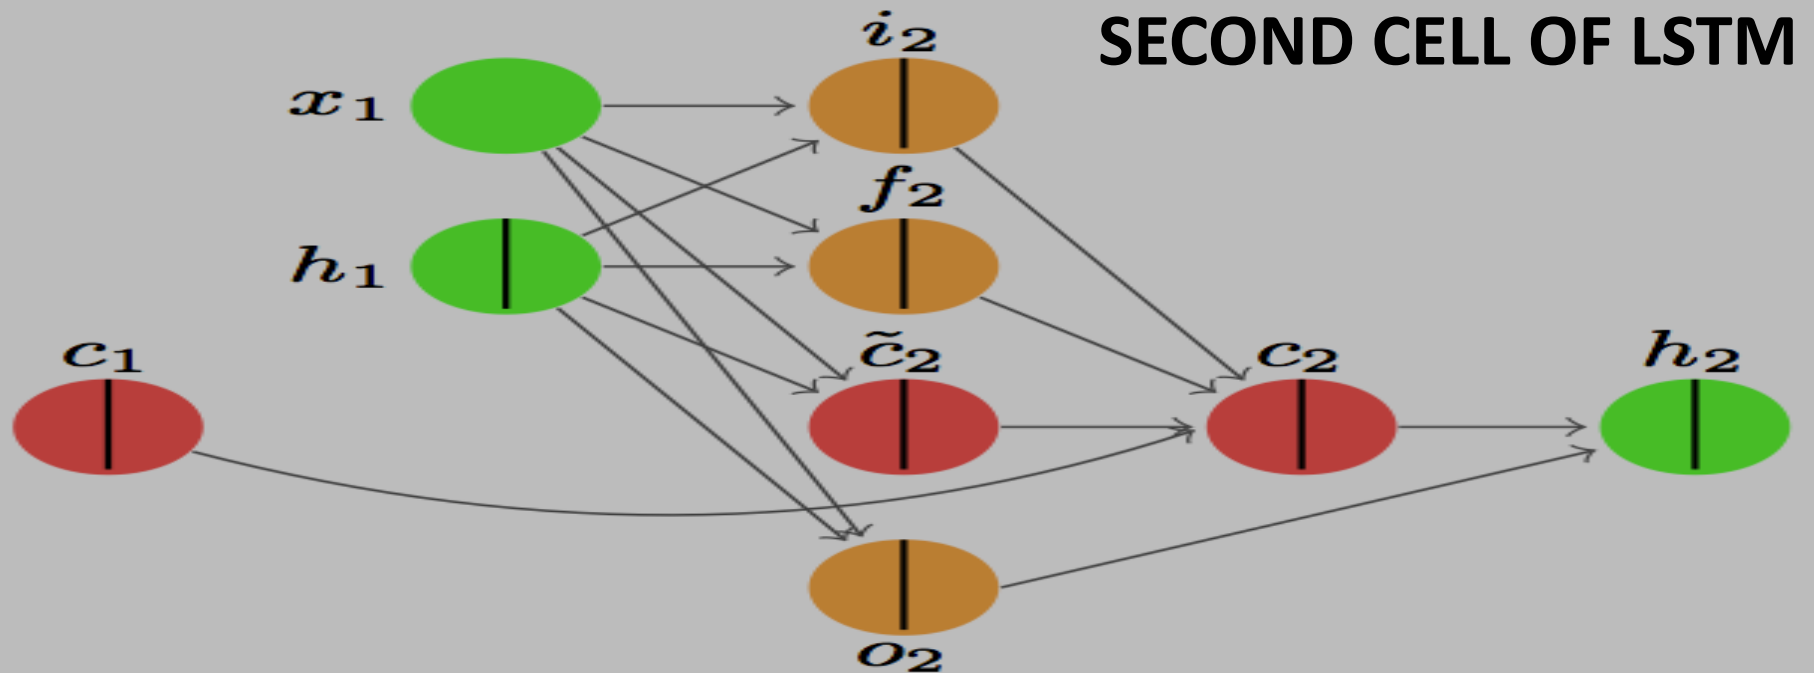 SECOND CELL OF LSTM
i₂
x₁
f₂
h₁
c₁
c̃₂
c₂
h₂
o₂